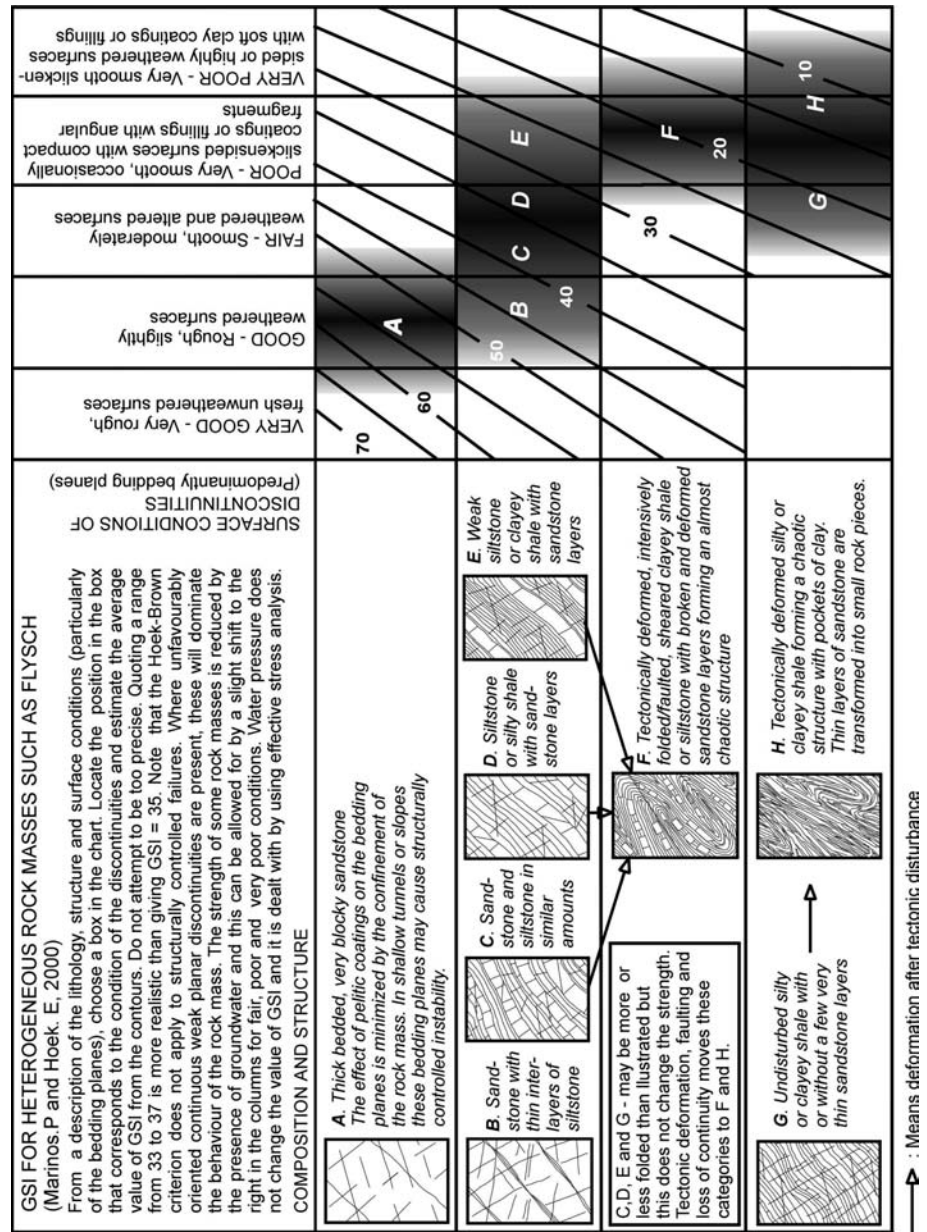 GSI FOR HETEROGENEOUS ROCK MASSES SUCH AS FLYSCH
(Marinos.P and Hoek. E, 2000)
From a description of the lithology, structure and surface conditions (particularly
of the bedding planes), choose a box in the chart. Locate the position in the box
that corresponds to the condition of the discontinuities and estimate the average
value of GSI from the contours. Do not attempt to be too precise. Quoting a range
from 33 to 37 is more realistic than giving GSI = 35. Note that the Hoek-Brown
criterion does not apply to structurally controlled failures. Where unfavourably
oriented continuous weak planar discontinuities are present, these will dominate
the behaviour of the rock mass. The strength of some rock masses is reduced by
the presence of groundwater and this can be allowed for by a slight shift to the
right in the columns for fair, poor and very poor conditions. Water pressure does
not change the value of GSI and it is dealt with by using effective stress analysis.
COMPOSITION AND STRUCTURE
SURFACE CONDITIONS OF
DISCONTINUITIES
(Predominantly bedding planes)
VERY GOOD - Very rough,
fresh unweathered surfaces
GOOD - Rough, slightly
weathered surfaces
FAIR - Smooth, moderately
weathered and altered surfaces
POOR - Very smooth, occasionally
slickensided surfaces with compact
coatings or fillings with angular
fragments
VERY POOR - Very smooth slicken-
sided or highly weathered surfaces
with soft clay coatings or fillings
A. Thick bedded, very blocky sandstone
The effect of pelitic coatings on the bedding
planes is minimized by the confinement of
the rock mass. In shallow tunnels or slopes
these bedding planes may cause structurally
controlled instability.
70
60
A
B. Sand-
stone with
thin inter-
layers of
siltstone
C. Sand-
stone and
siltstone in
similar
amounts
D. Siltstone
or silty shale
with sand-
stone layers
E. Weak
siltstone
or clayey
shale with
sandstone
layers
50
B
40
C
D
E
C,D, E and G - may be more or
less folded than llustrated but
this does not change the strength.
Tectonic deformation, faulting and
loss of continuity moves these
categories to F and H.
F. Tectonically deformed, intensively
folded/faulted, sheared clayey shale
or siltstone with broken and deformed
sandstone layers forming an almost
chaotic structure
30
F
20
G. Undisturbed silty
or clayey shale with
or without a few very
thin sandstone layers
H. Tectonically deformed silty or
clayey shale forming a chaotic
structure with pockets of clay.
Thin layers of sandstone are
transformed into small rock pieces.
G
H
10
: Means deformation after tectonic disturbance